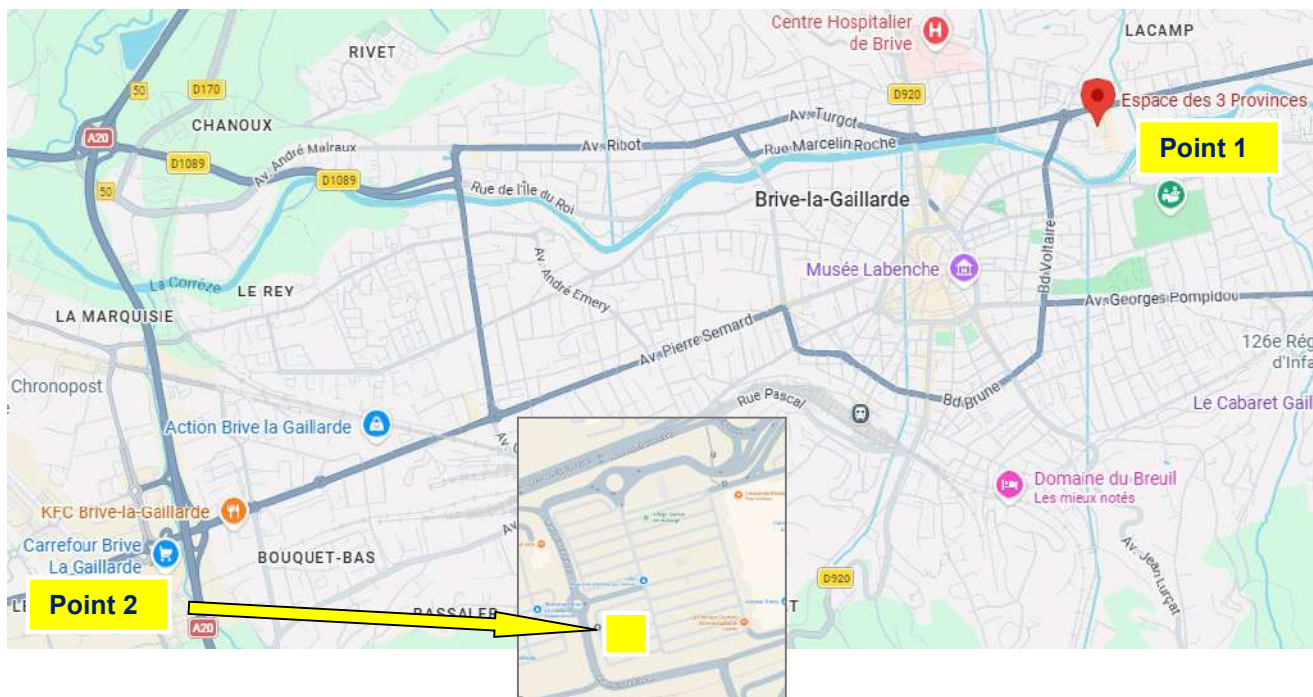 Centre Hospitalier
de Brive
LACAMP
RIVET
50
D170
D920
Espace des 3 Provinces
CHANOUX
Av. Turgot
A20
Point 1
Av. Ribot
Rue Marcelin Roche
Av. André Malraux
D1089
D1089
50
Rue de l'Île du Roi
Brive-la-Gaillarde
Bd Voltaire
Av. André Emery
Musée Labenche
La Corrèze
LE REY
Av. Georges Pompidou
LA MARQUISIE
Av. Pierre Semard
126e Rég
d'Infa
Chronopost
Rue Pascal
Bd Brune
Le Cabaret Gail
Action Brive la Gaillarde
Av.
Domaine du Breuil
Les mieux notés
KFC Brive-la-Gaillarde
Carrefour Brive
La Gaillarde
BOUQUET-BAS
Av. Jean Lurçat
D920
Point 2
A20